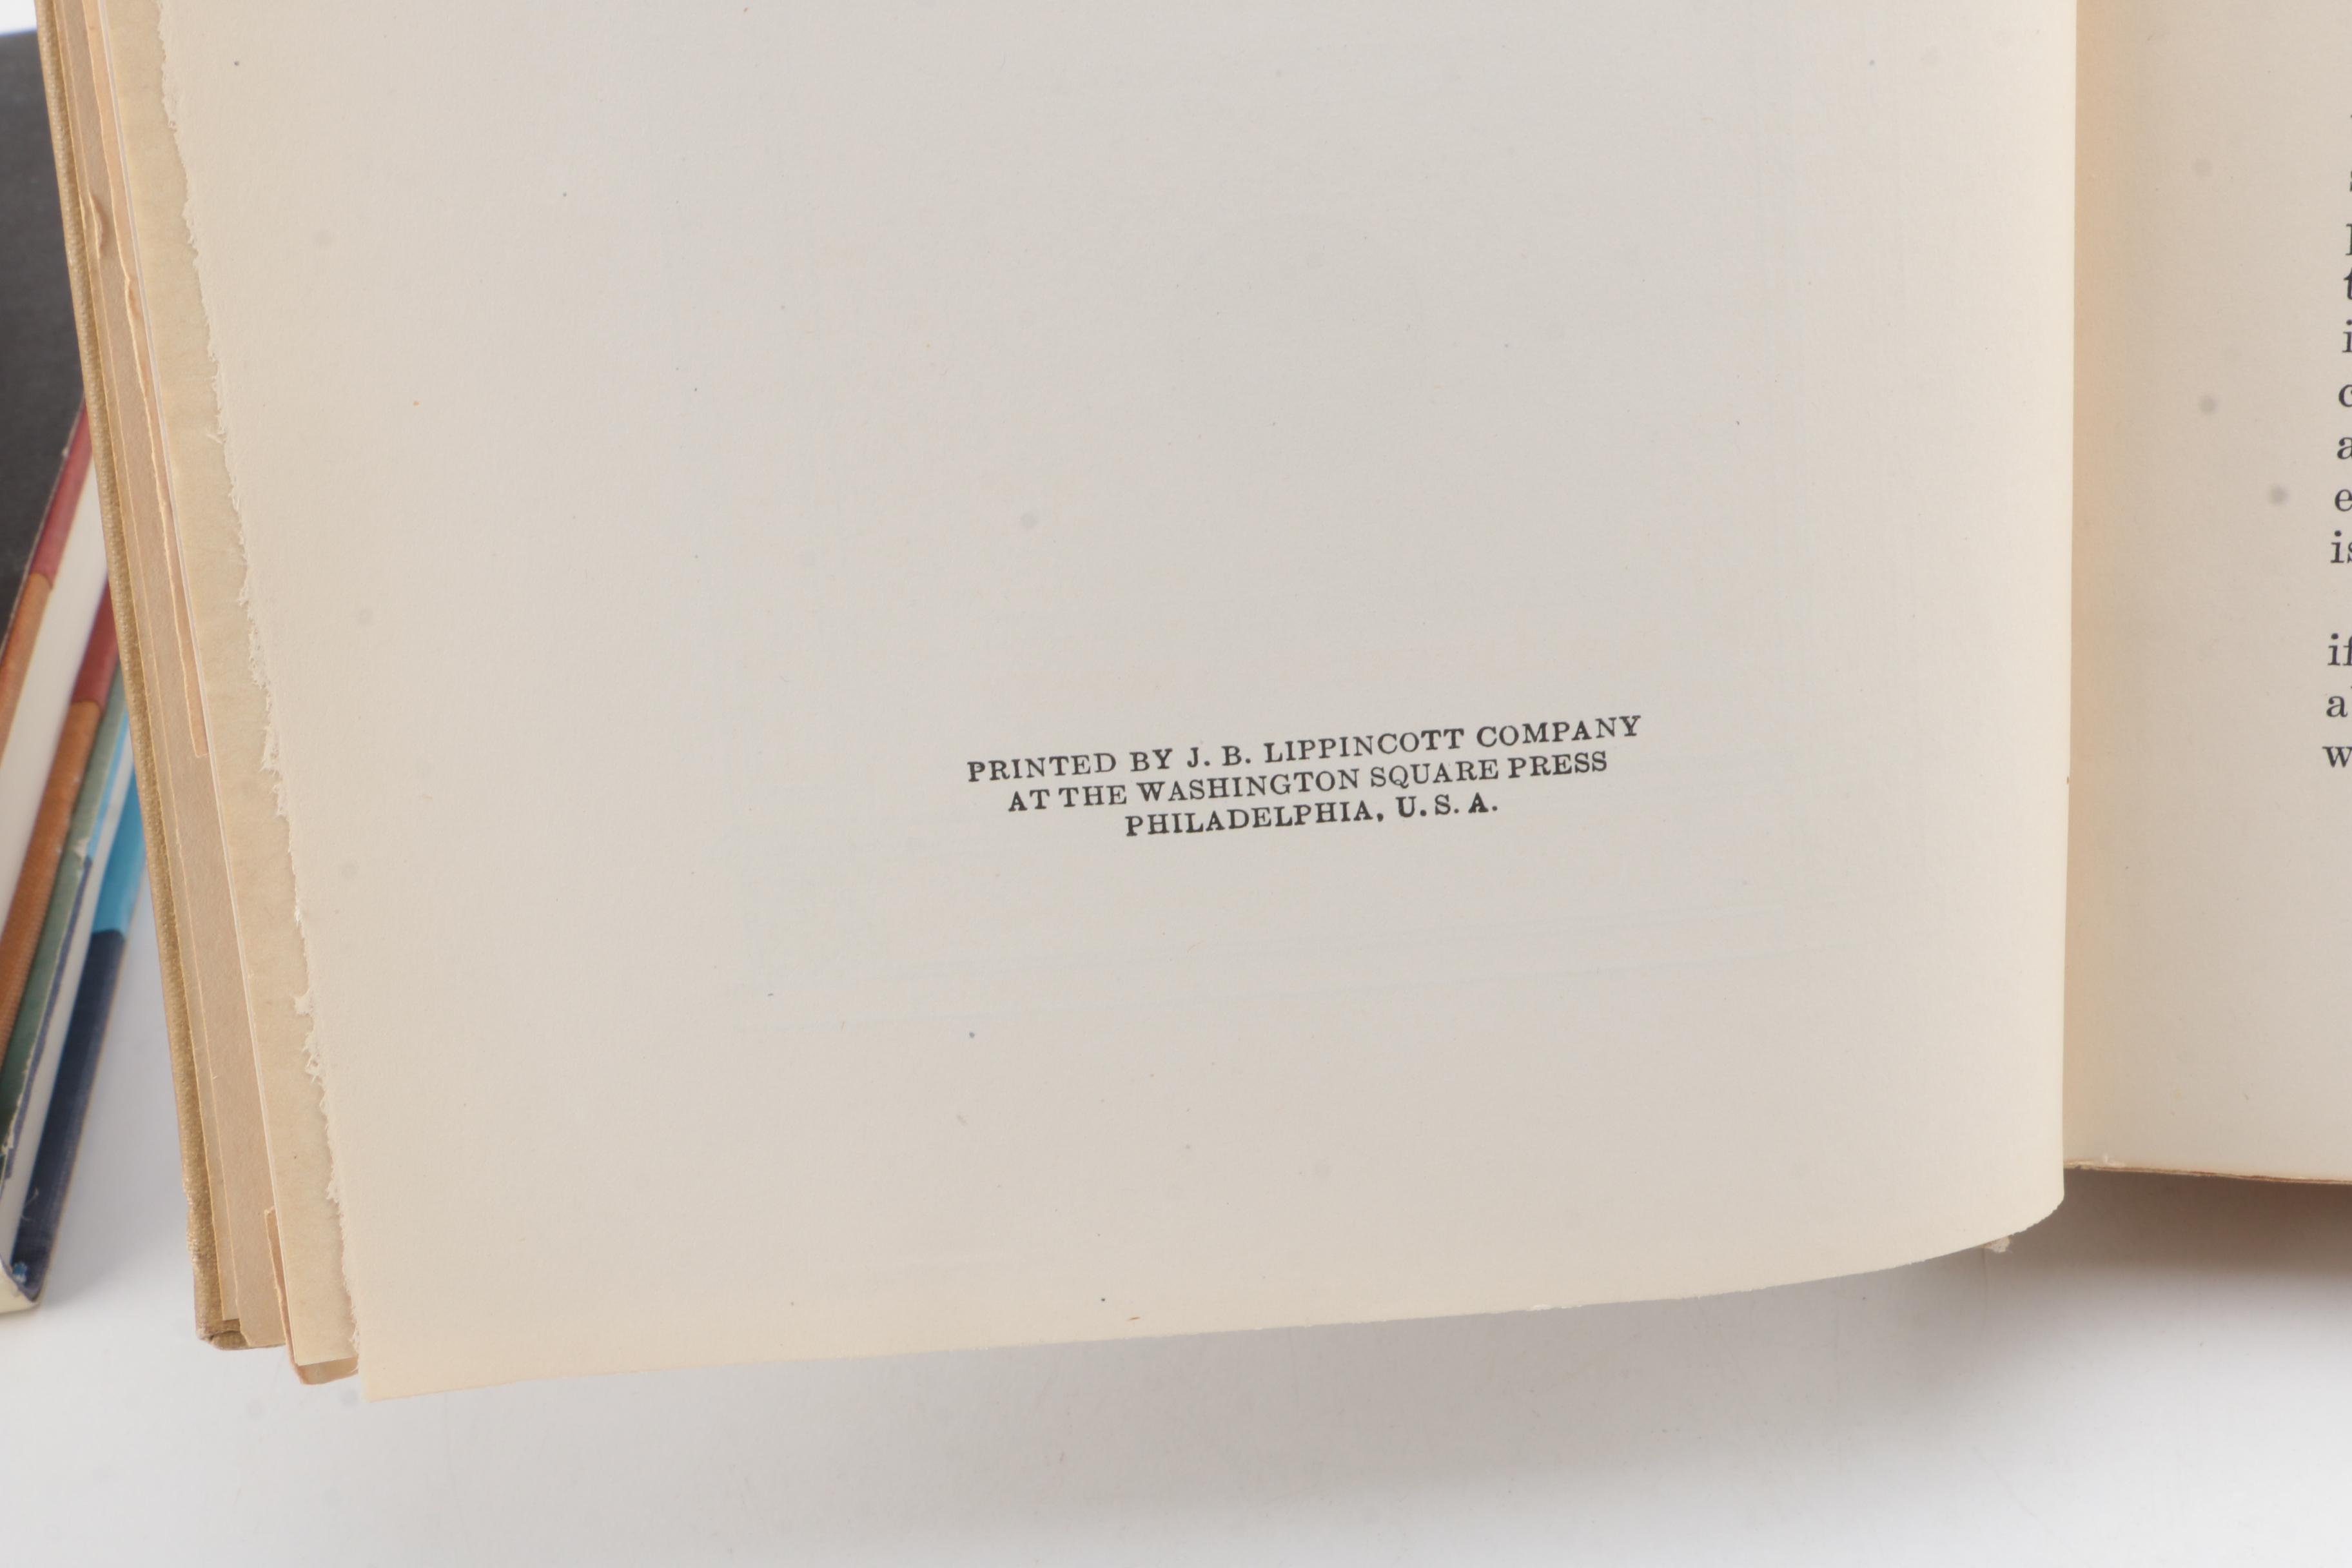 PRINTED BY J. B. LIPPINCOTT COMPANY
AT THE WASHINGTON SQUARE PRESS
PHILADELPHIA, U. S. A.